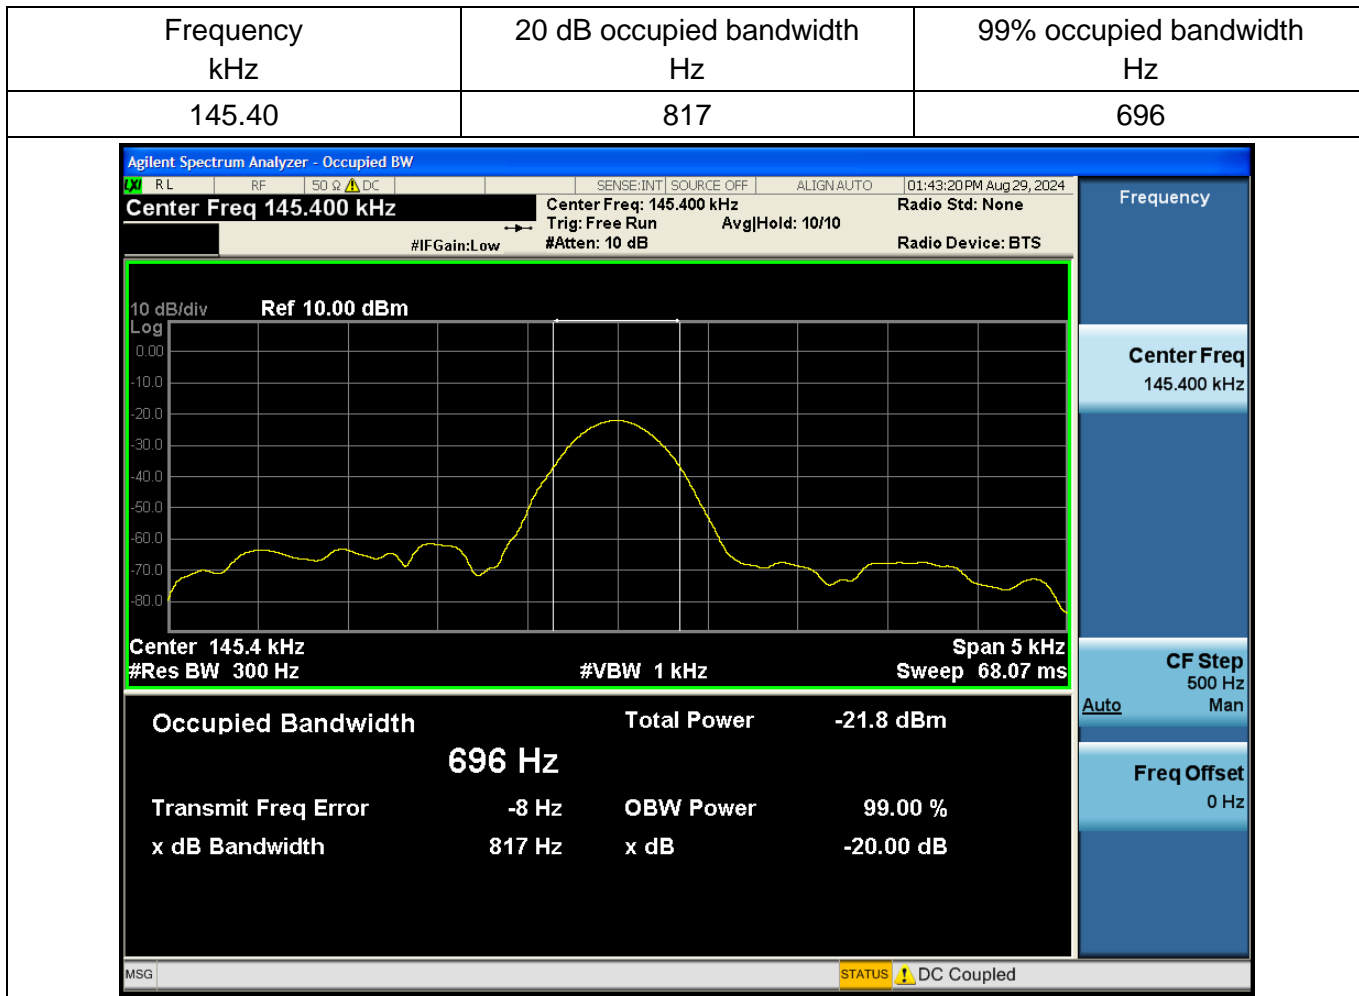 Frequency kHz 20 dB occupied bandwidth Hz 99% occupied bandwidth Hz
145.40 817 696
Agilent Spectrum Analyzer - Occupied BW
LXI RL RF 50 Ω DC SENSE:INT SOURCE OFF ALIGN AUTO 01:43:20 PM Aug 29, 2024
Center Freq 145.400 kHz
Center Freq: 145.400 kHz Radio Std: None
Trig: Free Run Avg|Hold: 10/10
#IFGain:Low #Atten: 10 dB Radio Device: BTS
10 dB/div Ref 10.00 dBm
Log
0.00
-10.0
-20.0
-30.0
-40.0
-50.0
-60.0
-70.0
-80.0
Center 145.4 kHz Span 5 kHz
#Res BW 300 Hz #VBW 1 kHz Sweep 68.07 ms
Occupied Bandwidth Total Power -21.8 dBm
696 Hz
Transmit Freq Error -8 Hz OBW Power 99.00 %
x dB Bandwidth 817 Hz x dB -20.00 dB
Frequency
Center Freq
145.400 kHz
CF Step
500 Hz
Auto Man
Freq Offset
0 Hz
MSG STATUS DC Coupled